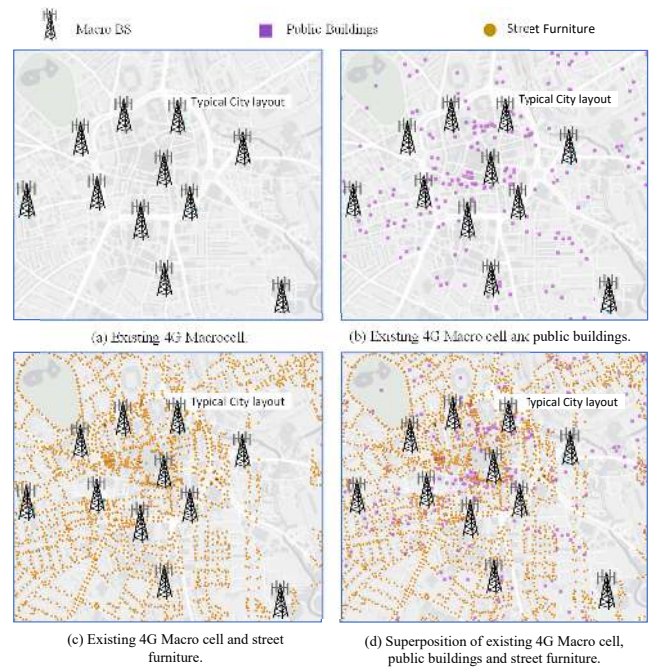 Macro BS Public Buildings Street Furniture
Typical City layout Typical City layout
(a) Existing 4G Macrocell. (b) Existing 4G Macro cell and public buildings.
Typical City layout Typical City layout
(c) Existing 4G Macro cell and street (d) Superposition of existing 4G Macro cell,
furniture. public buildings and street furniture.